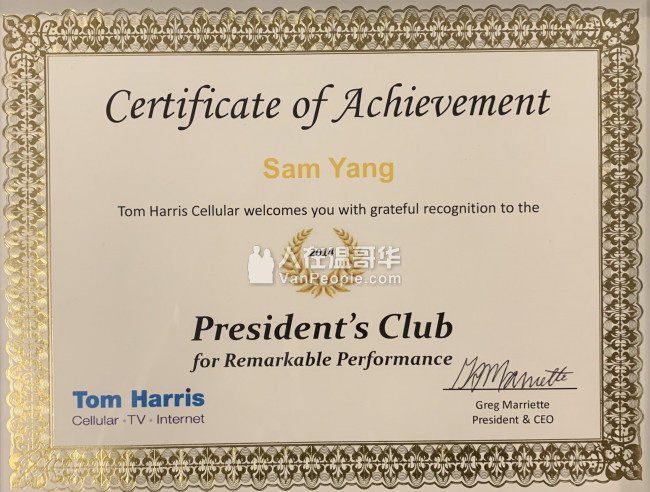 Certificate of Achievement
Sam Yang
Tom Harris Cellular welcomes you with grateful recognition to the
2014
人在温哥华
VanPeople.com
President's Club
for Remarkable Performance
Tom Harris
Cellular • TV • Internet
Greg Marriette
President & CEO